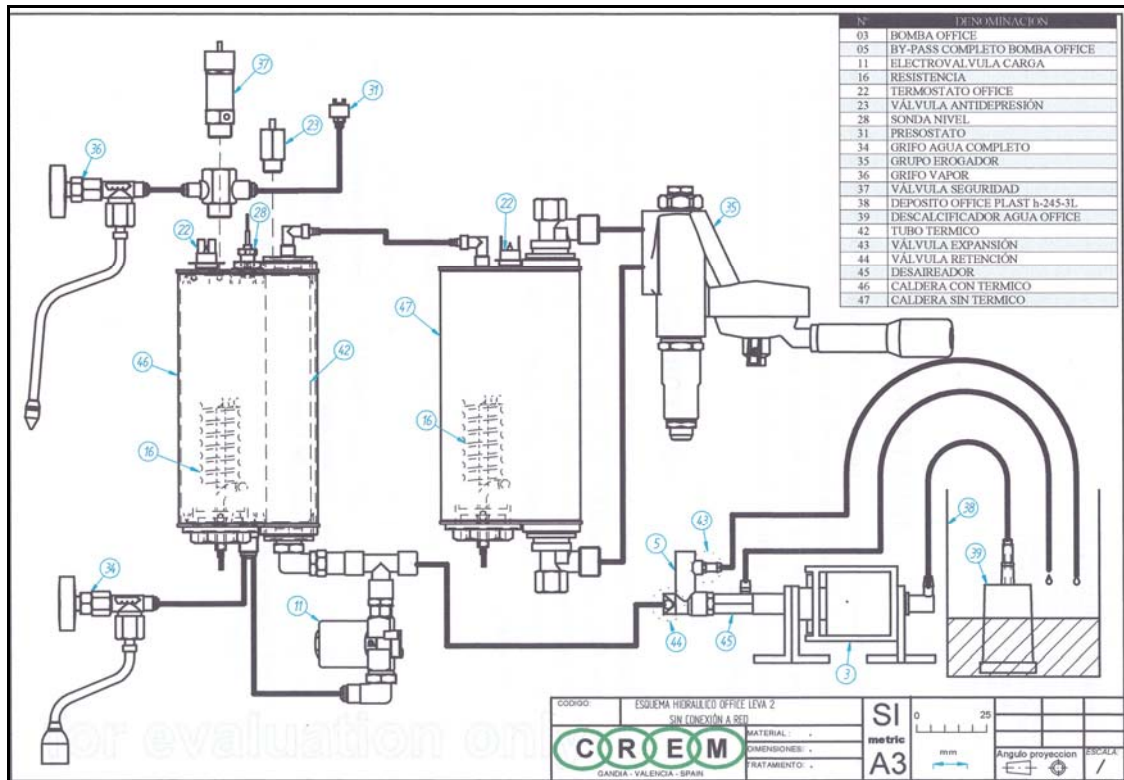 Nº DENOMINACION
03 BOMBA OFFICE
05 BY-PASS COMPLETO BOMBA OFFICE
11 ELECTROVALVULA CARGA
16 RESISTENCIA
22 TERMOSTATO OFFICE
23 VÁLVULA ANTIDEPRESIÓN
28 SONDA NIVEL
31 PRESOSTATO
34 GRIFO AGUA COMPLETO
35 GRUPO EROGADOR
36 GRIFO VAPOR
37 VÁLVULA SEGURIDAD
38 DEPOSITO OFFICE PLAST h-245-3L
39 DESCALCIFICADOR AGUA OFFICE
42 TUBO TERMICO
43 VÁLVULA EXPANSIÓN
44 VÁLVULA RETENCIÓN
45 DESAIREADOR
46 CALDERA CON TERMICO
47 CALDERA SIN TERMICO
37
31
23
36
28
22
22
35
47
46
42
16
16
43
38
5
39
34
11
44
45
3
for evaluation on
CODIGO:
ESQUEMA HIDRAULICO OFFICE LEVA 2
SIN CONEXIÓN A RED
CREM
GANDIA - VALENCIA - SPAIN
MATERIAL : .
DIMENSIONES: .
TRATAMIENTO: .
SI
metric
A3
0 25
mm
Angulo proyeccion
ESCALA:
/